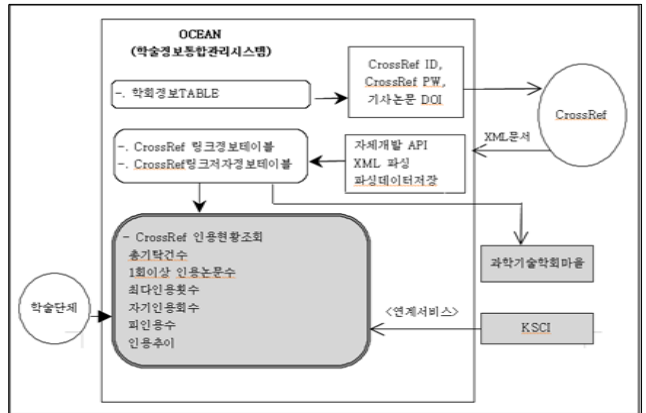 OCEAN
(학술정보통합관리시스템)
-. 학회정보TABLE
CrossRef ID,
CrossRef PW,
기사논문 DOI
CrossRef
XML문서
-. CrossRef 링크정보테이블
-. CrossRef링크저자정보테이블
자체개발 API
XML 파싱
파싱데이터저장
- CrossRef 인용현황조회
총기탁건수
1회이상 인용논문수
최다인용횟수
자기인용회수
피인용수
인용추이
과학기술학회마을
학술단체
<연계서비스>
KSCI